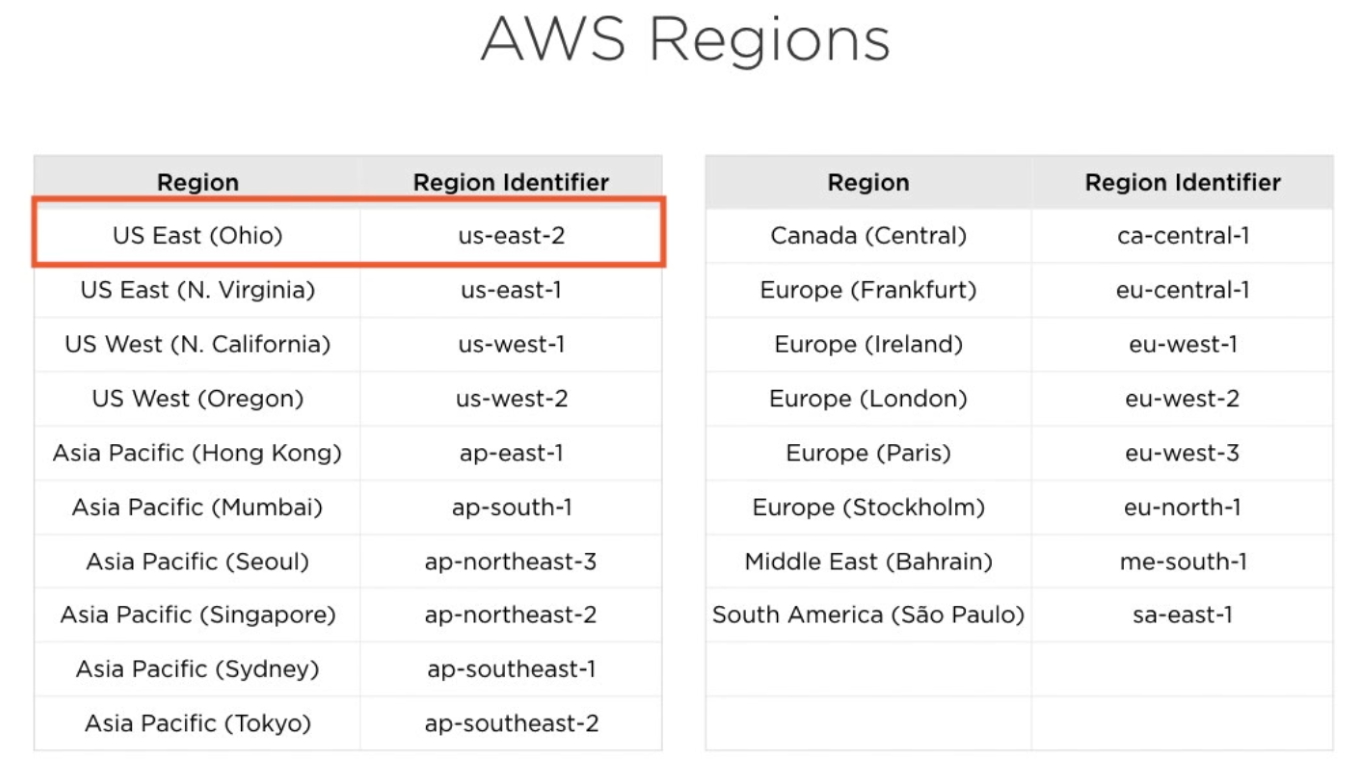 AWS Regions
Region Region Identifier
US East (Ohio) us-east-2
US East (N. Virginia) us-east-1
US West (N. California) us-west-1
US West (Oregon) us-west-2
Asia Pacific (Hong Kong) ap-east-1
Asia Pacific (Mumbai) ap-south-1
Asia Pacific (Seoul) ap-northeast-3
Asia Pacific (Singapore) ap-northeast-2
Asia Pacific (Sydney) ap-southeast-1
Asia Pacific (Tokyo) ap-southeast-2
Region Region Identifier
Canada (Central) ca-central-1
Europe (Frankfurt) eu-central-1
Europe (Ireland) eu-west-1
Europe (London) eu-west-2
Europe (Paris) eu-west-3
Europe (Stockholm) eu-north-1
Middle East (Bahrain) me-south-1
South America (São Paulo) sa-east-1